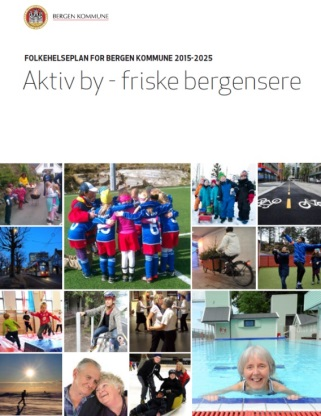 BERGEN KOMMUNE
FOLKEHELSEPLAN FOR BERGEN KOMMUNE 2015-2025
Aktiv by - friske bergensere